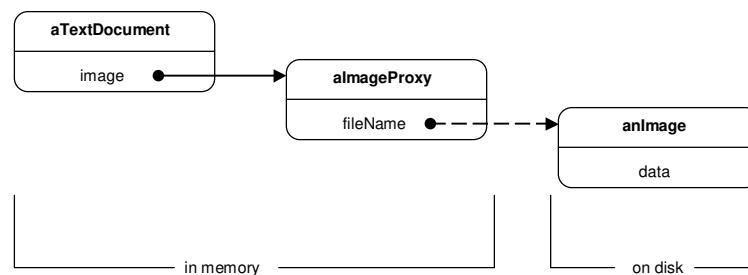 aTextDocument
image
aImageProxy
fileName
anImage
data
in memory
on disk